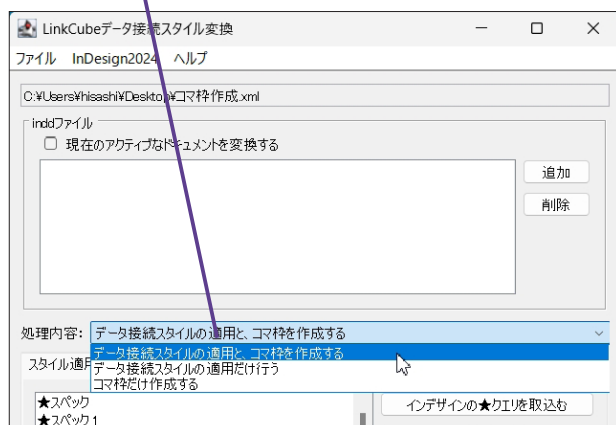 LinkCubeデータ接続スタイル変換
ファイル InDesign2024 ヘルプ
C:¥Users¥hisashi¥Desktop¥コマ枠作成.xml
inddファイル
現在のアクティブなドキュメントを変換する
追加
削除
処理内容: データ接続スタイルの適用と、コマ枠を作成する
データ接続スタイルの適用と、コマ枠を作成する
スタイル適用
データ接続スタイルの適用だけ行う
コマ枠だけ作成する
★スペック
インデザインの★クエリを取込む
★スペック1